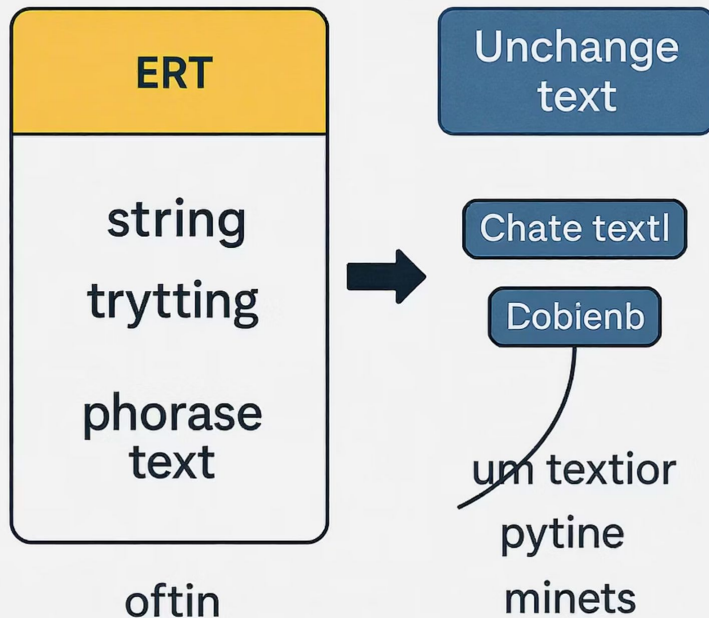 ERT
string
trytting
phorase
text
oftin
Unchange
text
Chate textl
Dobienb
um textior
pytine
minets